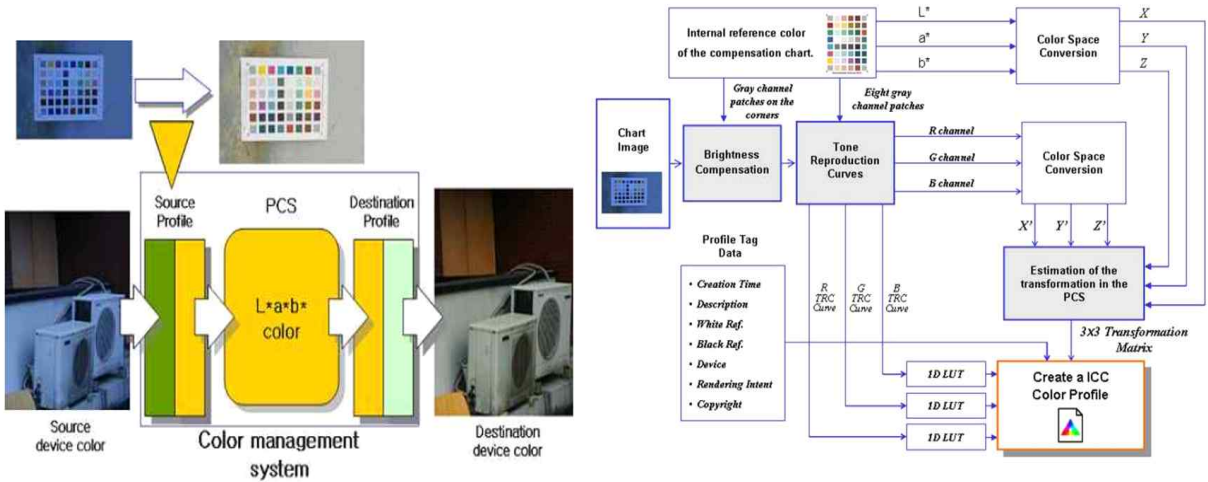 Source
Profile
PCS
Destination
Profile
L*a*b*
color
Source
device color
Color management
system
Destination
device color
Internal reference color
of the compensation chart.
L*
a*
b*
Color Space
Conversion
X
Y
Z
Gray channel
patches on the
corners
Eight gray
channel patches
Chart
Image
Brightness
Compensation
Tone
Reproduction
Curves
R channel
G channel
B channel
Color Space
Conversion
X'
Y'
Z'
Estimation of the
transformation in the
PCS
3x3 Transformation
Matrix
Profile Tag
Data
• Creation Time
• Description
• White Ref.
• Black Ref.
• Device
• Rendering Intent
• Copyright
R
TRC
Curve
G
TRC
Curve
B
TRC
Curve
1D LUT
1D LUT
1D LUT
Create a ICC
Color Profile